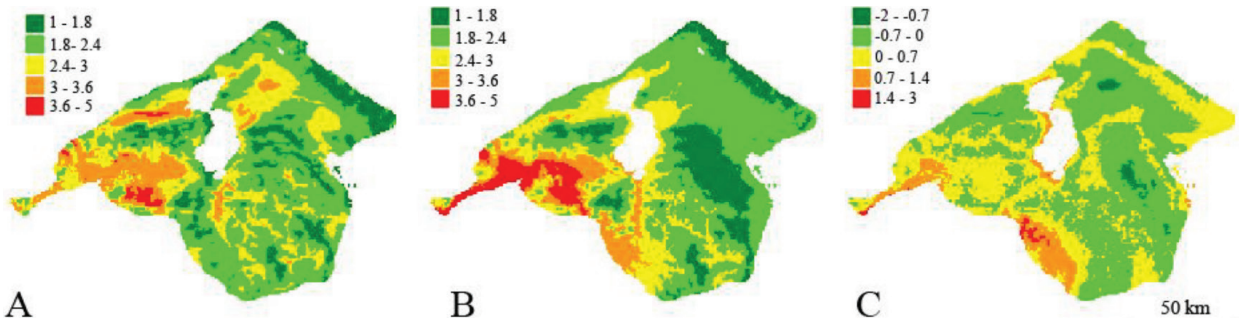 1 - 1.8
1.8- 2.4
2.4- 3
3 - 3.6
3.6 - 5
A
1 - 1.8
1.8- 2.4
2.4- 3
3 - 3.6
3.6 - 5
B
-2 - -0.7
-0.7 - 0
0 - 0.7
0.7 - 1.4
1.4 - 3
C
50 km